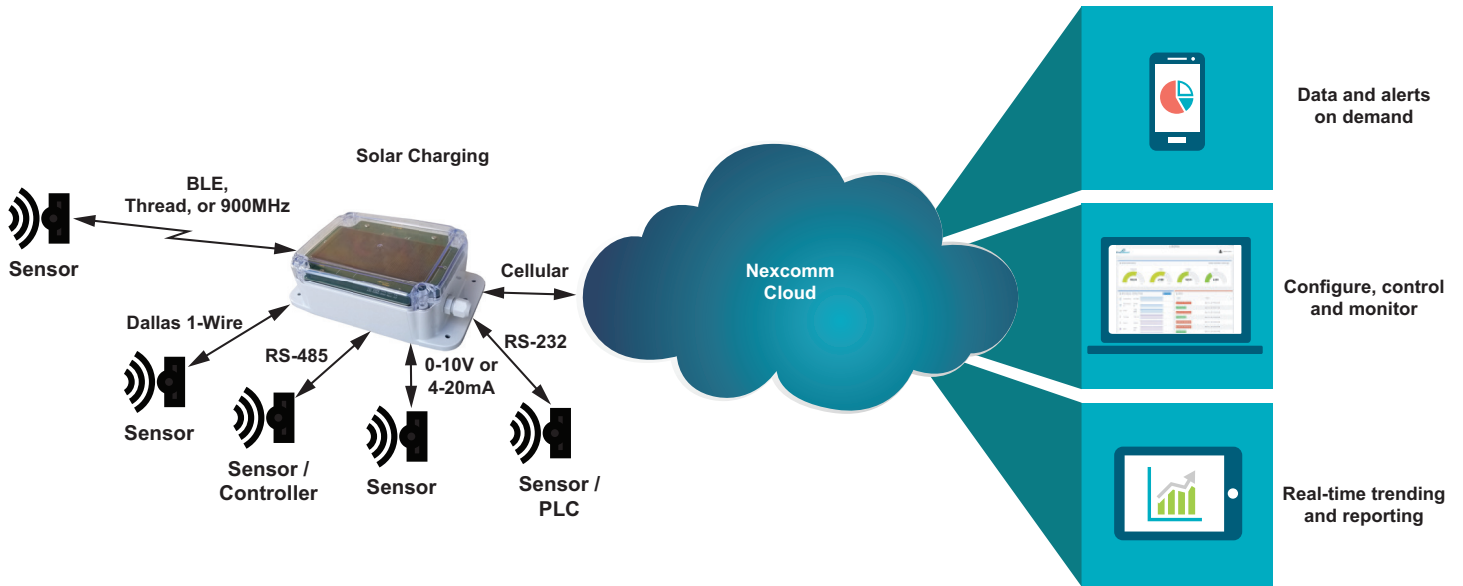 Solar Charging
BLE,
Thread, or 900MHz
Sensor
Cellular
Dallas 1-Wire
RS-485
0-10V or
4-20mA
RS-232
Sensor
Sensor /
Controller
Sensor
Sensor /
PLC
Nexcomm
Cloud
Data and alerts
on demand
Configure, control
and monitor
Real-time trending
and reporting